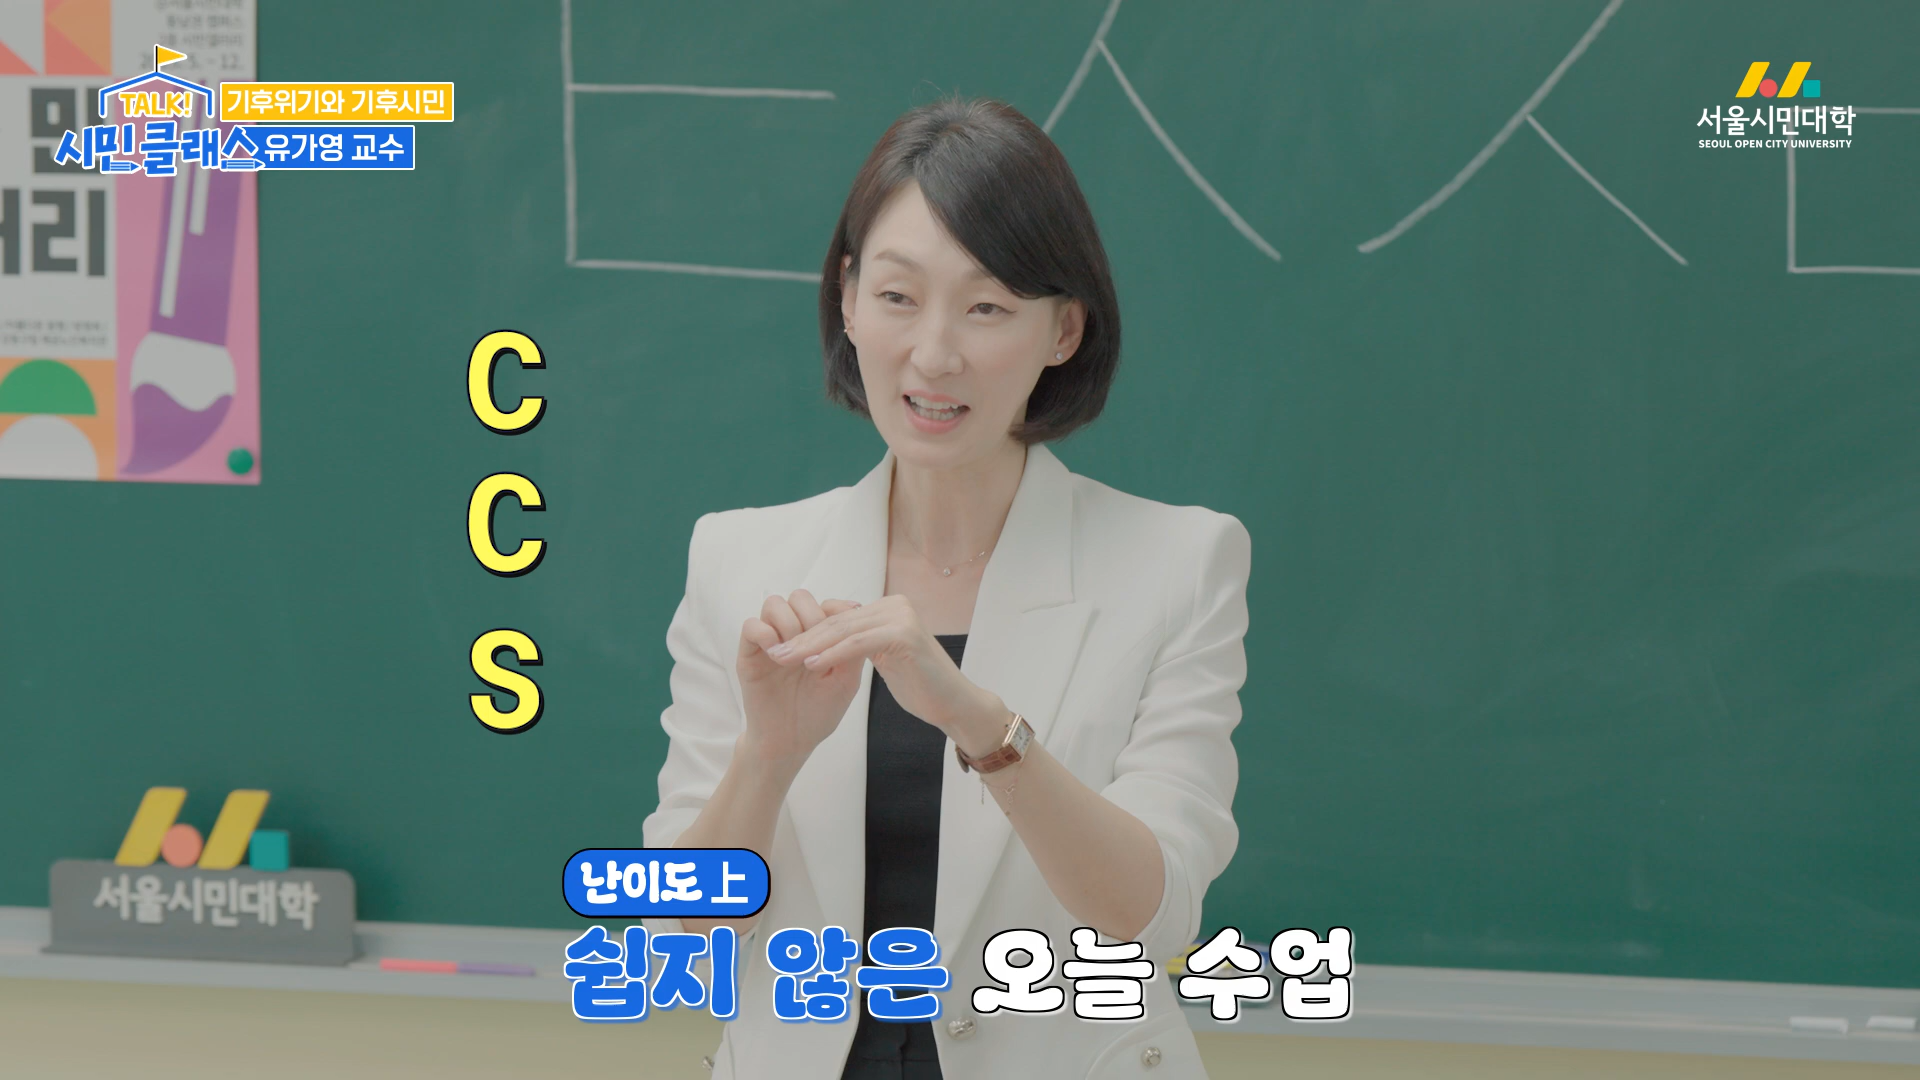 TALK!
시민 클래스
기후위기와 기후시민
유가영 교수
서울시민대학
SEOUL OPEN CITY UNIVERSITY
C
C
S
서울시민대학
난이도 上
쉽지 않은 오늘 수업